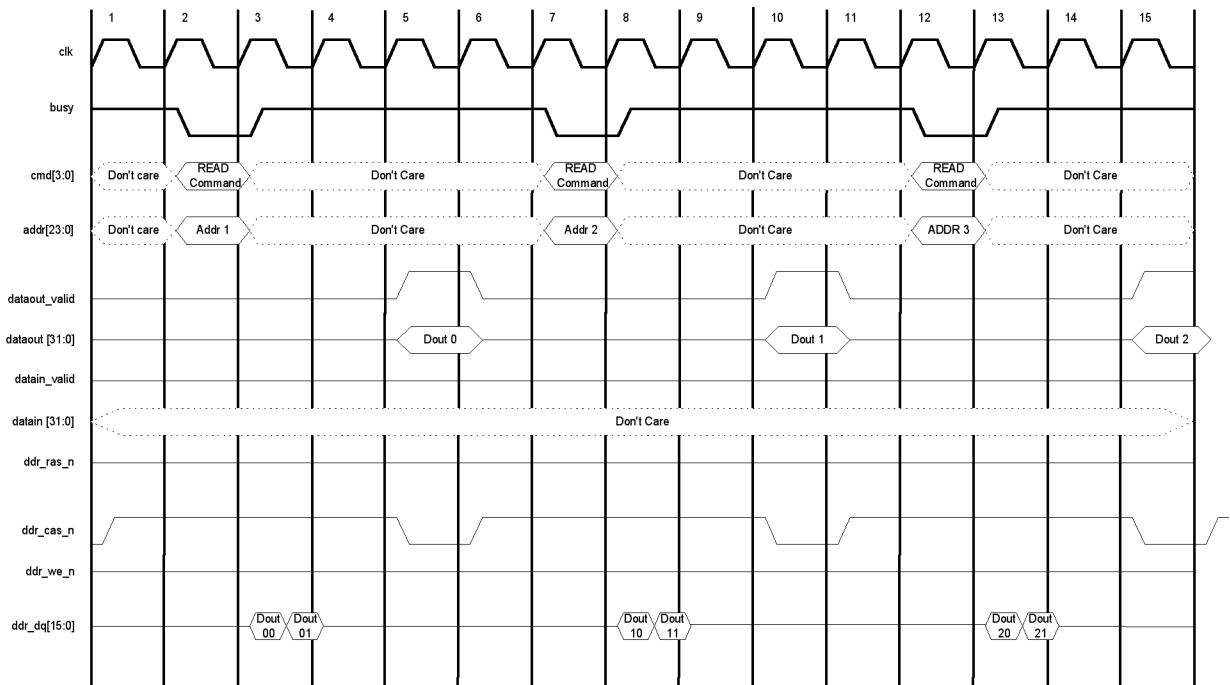 1 2 3 4 5 6 7 8 9 10 11 12 13 14 15
clk
busy
cmd[3:0] Don't care READ Command Don't Care READ Command Don't Care READ Command Don't Care
addr[23:0] Don't care Addr 1 Don't Care Addr 2 Don't Care ADDR 3 Don't Care
dataout_valid
dataout [31:0] Dout 0 Dout 1 Dout 2
datain_valid
datain [31:0] Don't Care
ddr_ras_n
ddr_cas_n
ddr_we_n
ddr_dq[15:0] Dout 00 Dout 01 Dout 10 Dout 11 Dout 20 Dout 21